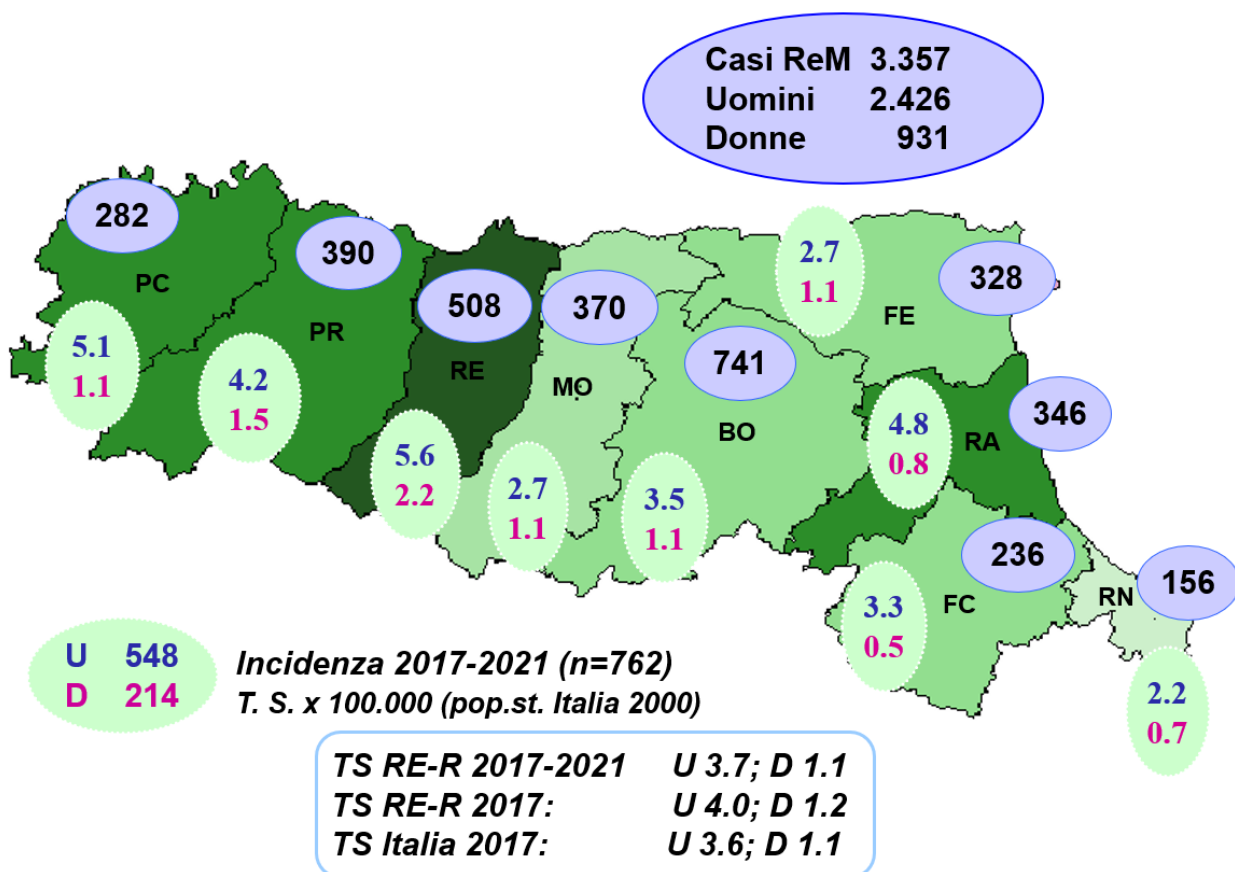 Casi ReM 3.357
Uomini 2.426
Donne 931
282
PC
5.1
1.1
390
PR
4.2
1.5
508
RE
5.6
2.2
370
MO
2.7
1.1
741
BO
3.5
1.1
2.7
1.1
328
FE
346
RA
4.8
0.8
236
FC
3.3
0.5
156
RN
2.2
0.7
U 548
D 214
Incidenza 2017-2021 (n=762)
T. S. x 100.000 (pop.st. Italia 2000)
TS RE-R 2017-2021 U 3.7; D 1.1
TS RE-R 2017: U 4.0; D 1.2
TS Italia 2017: U 3.6; D 1.1